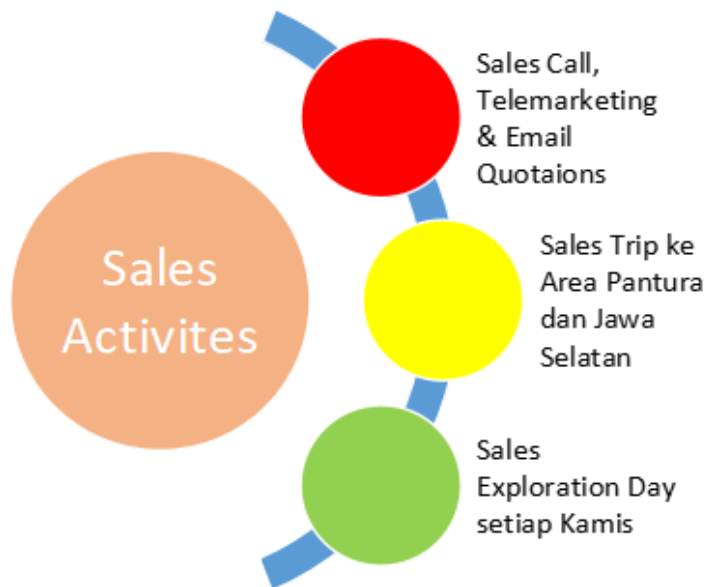 Sales
Activites
Sales Call,
Telemarketing
& Email
Quotaions
Sales Trip ke
Area Pantura
dan Jawa
Selatan
Sales
Exploration Day
setiap Kamis